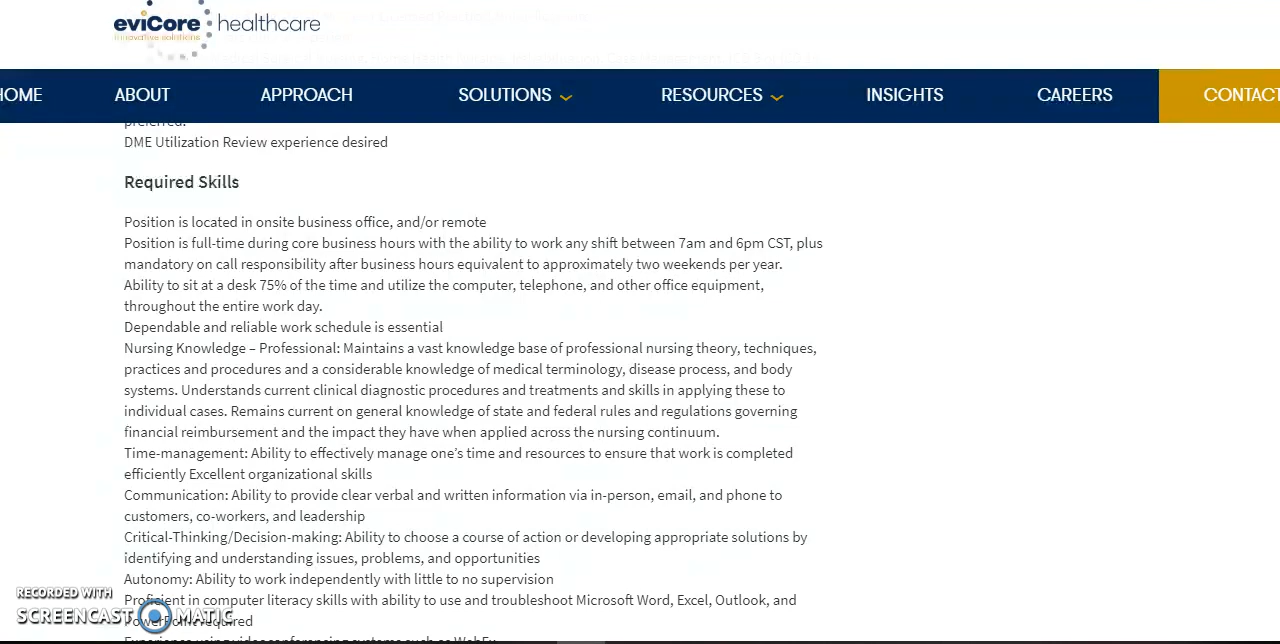 eviCore healthcare
innovative solutions
HOME ABOUT APPROACH SOLUTIONS RESOURCES INSIGHTS CAREERS CONTACT
preferred.
DME Utilization Review experience desired
Required Skills
Position is located in onsite business office, and/or remote
Position is full-time during core business hours with the ability to work any shift between 7am and 6pm CST, plus
mandatory on call responsibility after business hours equivalent to approximately two weekends per year.
Ability to sit at a desk 75% of the time and utilize the computer, telephone, and other office equipment,
throughout the entire work day.
Dependable and reliable work schedule is essential
Nursing Knowledge – Professional: Maintains a vast knowledge base of professional nursing theory, techniques,
practices and procedures and a considerable knowledge of medical terminology, disease process, and body
systems. Understands current clinical diagnostic procedures and treatments and skills in applying these to
individual cases. Remains current on general knowledge of state and federal rules and regulations governing
financial reimbursement and the impact they have when applied across the nursing continuum.
Time-management: Ability to effectively manage one’s time and resources to ensure that work is completed
efficiently Excellent organizational skills
Communication: Ability to provide clear verbal and written information via in-person, email, and phone to
customers, co-workers, and leadership
Critical-Thinking/Decision-making: Ability to choose a course of action or developing appropriate solutions by
identifying and understanding issues, problems, and opportunities
Autonomy: Ability to work independently with little to no supervision
Proficient in computer literacy skills with ability to use and troubleshoot Microsoft Word, Excel, Outlook, and
PowerPoint required
Experience using video conferencing systems such as WebEx
RECORDED WITH
SCREENCAST MATIC